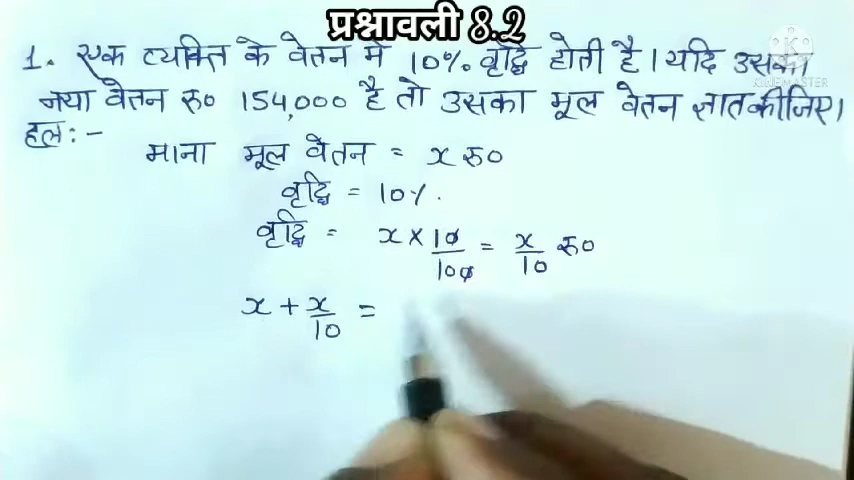 प्रश्नावली 8.2
1. एक व्यक्ति के वेतन में 10% वृद्धि होती है। यदि उसका
नया वेतन रु० 154,000 है तो उसका मूल वेतन ज्ञात कीजिए।
हल :-
माना मूल वेतन = x रु०
वृद्धि = 10%.
वृद्धि = x × 10/100 = x/10 रु०
x + x/10 =
KINEMASTER